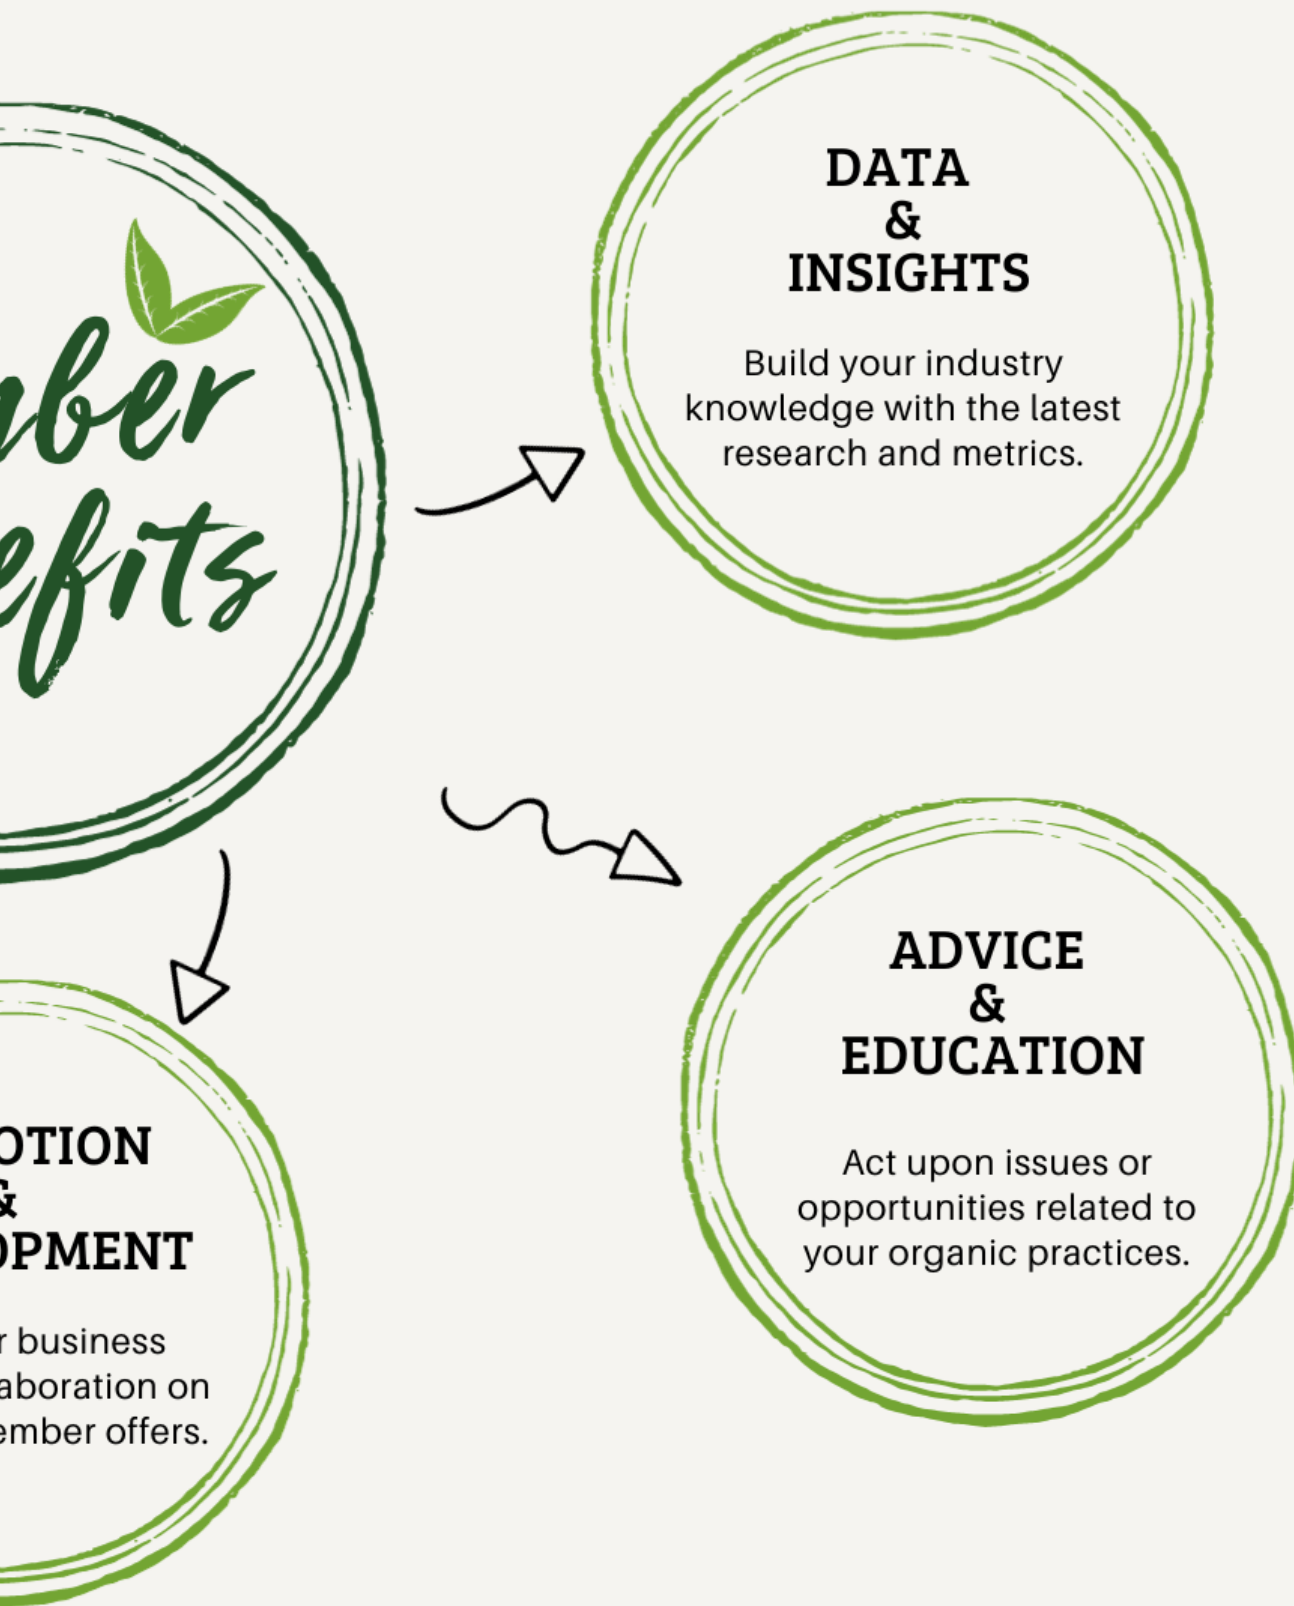 mber
efits
DATA
&
INSIGHTS
Build your industry
knowledge with the latest
research and metrics.
ADVICE
&
EDUCATION
Act upon issues or
opportunities related to
your organic practices.
OTION
&
OPMENT
r business
aboration on
ember offers.